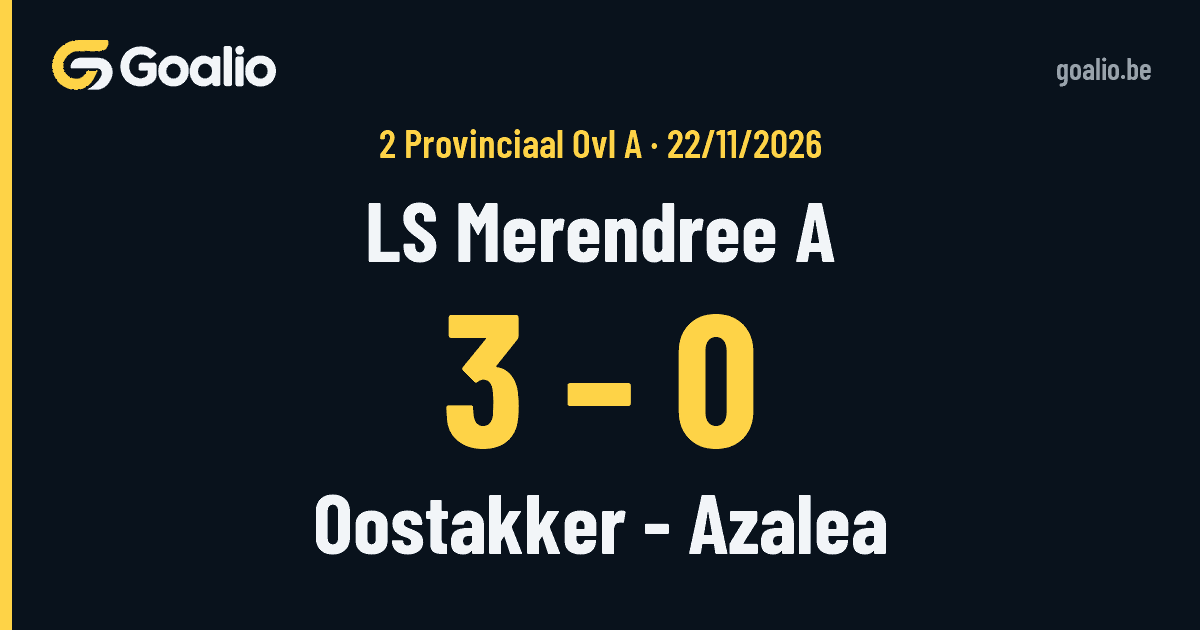 Goalio
goalio.be
2 Provinciaal Ovl A · 22/11/2026
LS Merendree A
3 – 0
Oostakker - Azalea